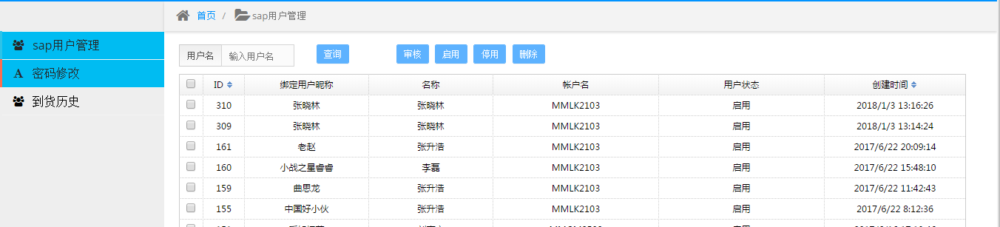 首页 / sap用户管理
sap用户管理
密码修改
到货历史
用户名 输入用户名 查询 审核 启用 停用 删除
ID 绑定用户昵称 名称 帐户名 用户状态 创建时间
310 张晓林 张晓林 MMLK2103 启用 2018/1/3 13:16:26
309 张晓林 张晓林 MMLK2103 启用 2018/1/3 13:14:24
161 老赵 张升浩 MMLK2103 启用 2017/6/22 20:09:14
160 小战之星睿睿 李磊 MMLK2103 启用 2017/6/22 15:48:10
159 曲思龙 张升浩 MMLK2103 启用 2017/6/22 11:42:43
155 中国好小伙 张升浩 MMLK2103 启用 2017/6/22 8:12:36